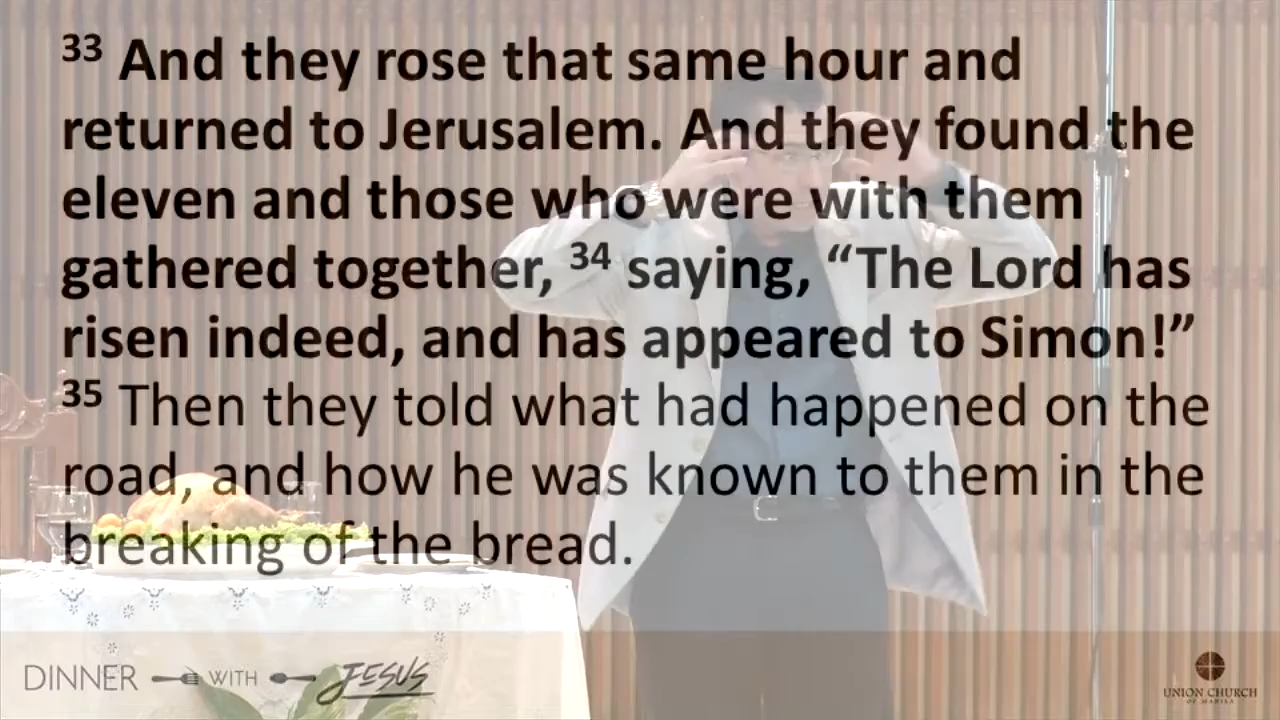 33 And they rose that same hour and
returned to Jerusalem. And they found the
eleven and those who were with them
gathered together, 34 saying, “The Lord has
risen indeed, and has appeared to Simon!”
35 Then they told what had happened on the
road, and how he was known to them in the
breaking of the bread.
DINNER WITH JESUS
UNION CHURCH
OF MANILA